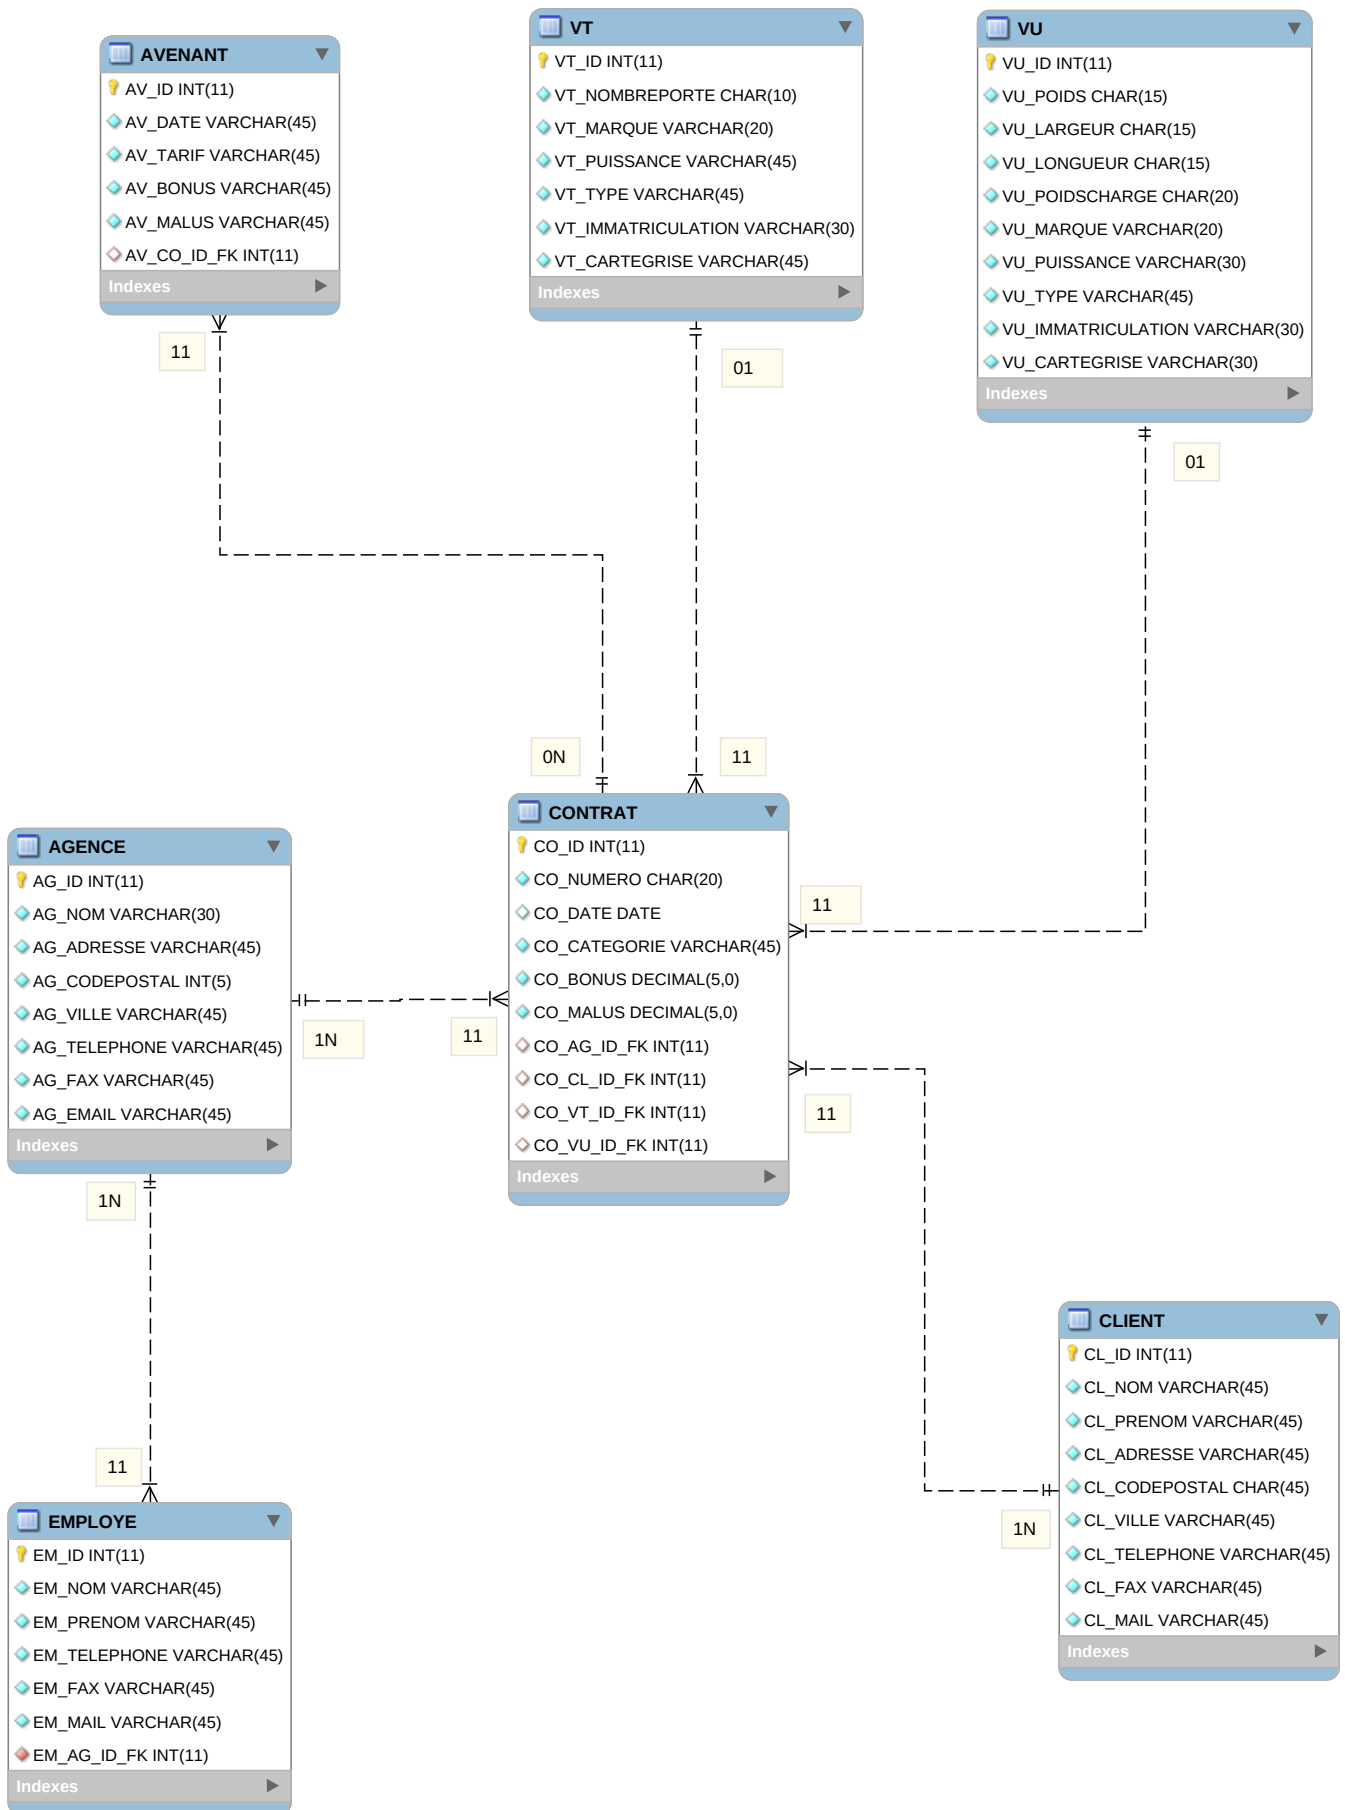 AVENANT
AV_ID INT(11)
AV_DATE VARCHAR(45)
AV_TARIF VARCHAR(45)
AV_BONUS VARCHAR(45)
AV_MALUS VARCHAR(45)
AV_CO_ID_FK INT(11)
Indexes
VT
VT_ID INT(11)
VT_NOMBREPORTE CHAR(10)
VT_MARQUE VARCHAR(20)
VT_PUISSANCE VARCHAR(45)
VT_TYPE VARCHAR(45)
VT_IMMATRICULATION VARCHAR(30)
VT_CARTEGRISE VARCHAR(45)
Indexes
VU
VU_ID INT(11)
VU_POIDS CHAR(15)
VU_LARGEUR CHAR(15)
VU_LONGUEUR CHAR(15)
VU_POIDSCHARGE CHAR(20)
VU_MARQUE VARCHAR(20)
VU_PUISSANCE VARCHAR(30)
VU_TYPE VARCHAR(45)
VU_IMMATRICULATION VARCHAR(30)
VU_CARTEGRISE VARCHAR(30)
Indexes
11
01
01
0N
11
AGENCE
AG_ID INT(11)
AG_NOM VARCHAR(30)
AG_ADRESSE VARCHAR(45)
AG_CODEPOSTAL INT(5)
AG_VILLE VARCHAR(45)
AG_TELEPHONE VARCHAR(45)
AG_FAX VARCHAR(45)
AG_EMAIL VARCHAR(45)
Indexes
1N
11
CONTRAT
CO_ID INT(11)
CO_NUMERO CHAR(20)
CO_DATE DATE
CO_CATEGORIE VARCHAR(45)
CO_BONUS DECIMAL(5,0)
CO_MALUS DECIMAL(5,0)
CO_AG_ID_FK INT(11)
CO_CL_ID_FK INT(11)
CO_VT_ID_FK INT(11)
CO_VU_ID_FK INT(11)
Indexes
11
11
1N
11
EMPLOYE
EM_ID INT(11)
EM_NOM VARCHAR(45)
EM_PRENOM VARCHAR(45)
EM_TELEPHONE VARCHAR(45)
EM_FAX VARCHAR(45)
EM_MAIL VARCHAR(45)
EM_AG_ID_FK INT(11)
Indexes
1N
CLIENT
CL_ID INT(11)
CL_NOM VARCHAR(45)
CL_PRENOM VARCHAR(45)
CL_ADRESSE VARCHAR(45)
CL_CODEPOSTAL CHAR(45)
CL_VILLE VARCHAR(45)
CL_TELEPHONE VARCHAR(45)
CL_FAX VARCHAR(45)
CL_MAIL VARCHAR(45)
Indexes